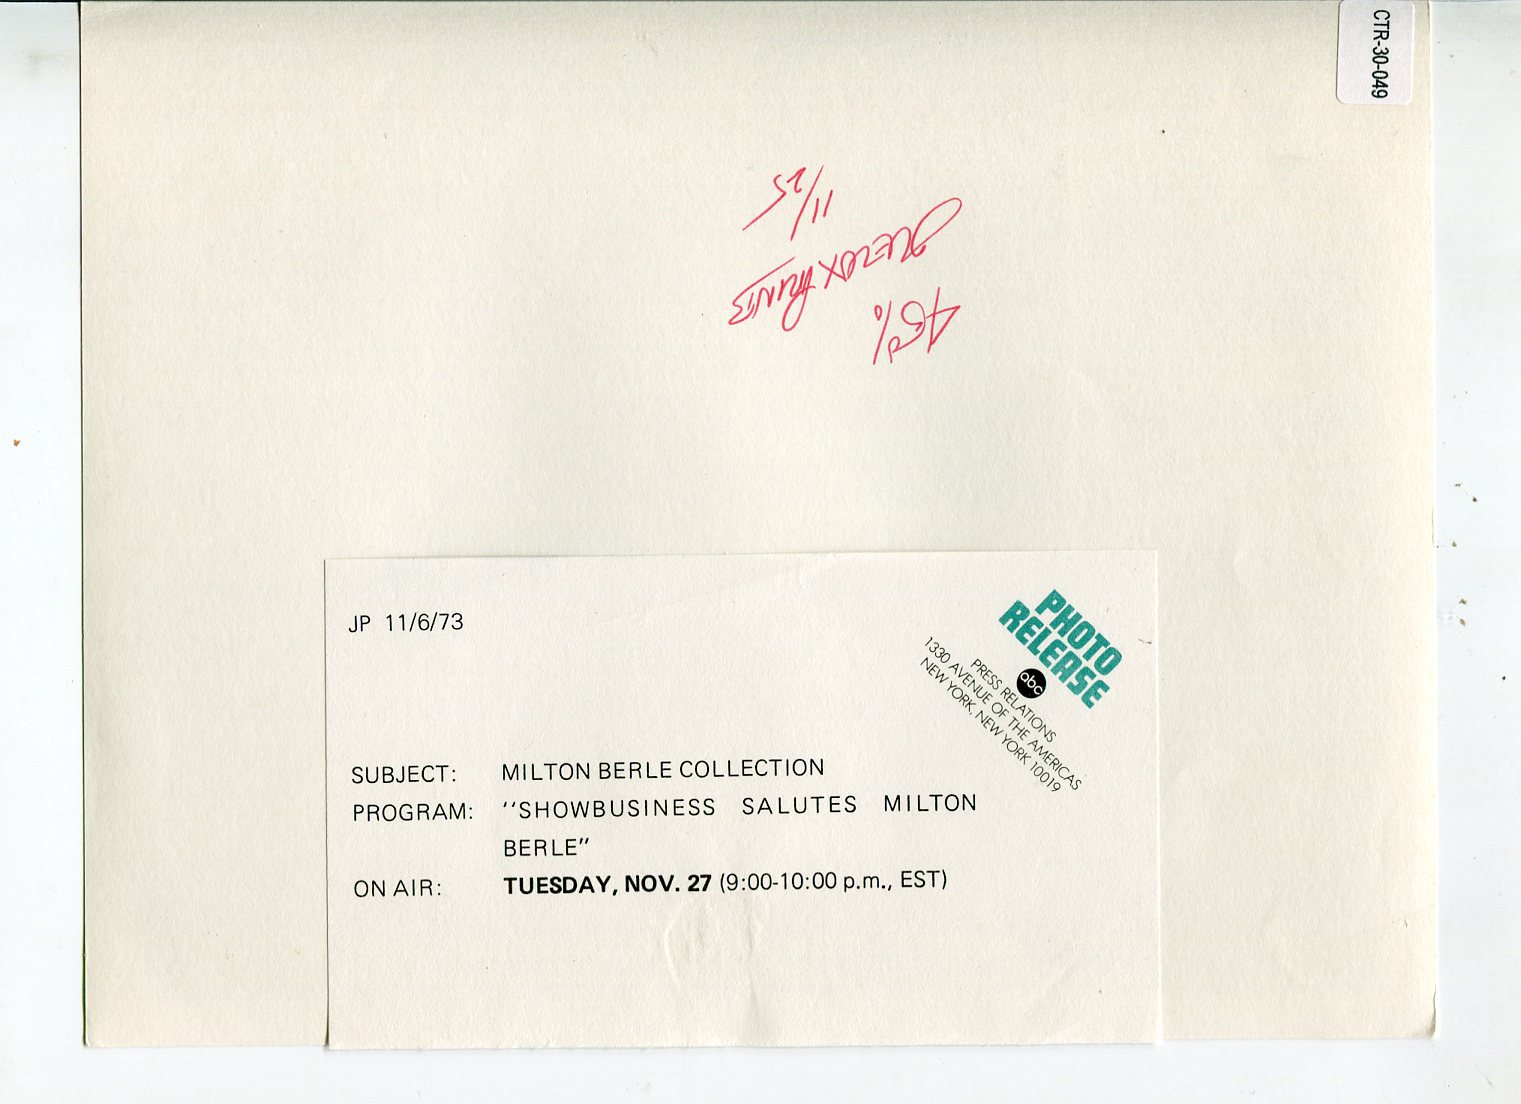 CTR-30-049
11/25
JP 11/6/73
PHOTO
RELEASE
abc
PRESS RELATIONS
1330 AVENUE OF THE AMERICAS
NEW YORK, NEW YORK 10019
SUBJECT: MILTON BERLE COLLECTION
PROGRAM: ''SHOWBUSINESS SALUTES MILTON
BERLE"
ON AIR: TUESDAY, NOV. 27 (9:00-10:00 p.m., EST)